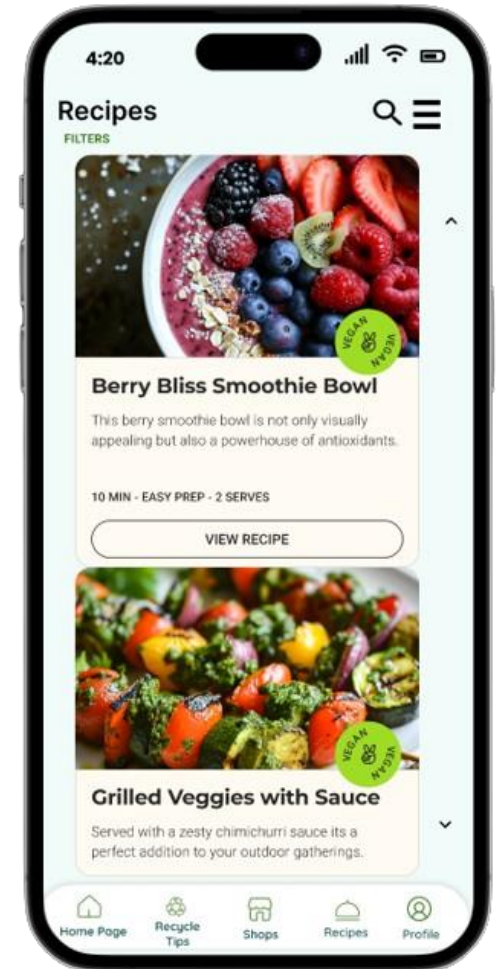 4:20
Recipes
FILTERS
VEGAN VEGAN
Berry Bliss Smoothie Bowl
This berry smoothie bowl is not only visually
appealing but also a powerhouse of antioxidants.
10 MIN - EASY PREP - 2 SERVES
VIEW RECIPE
VEGAN VEGAN
Grilled Veggies with Sauce
Served with a zesty chimichurri sauce its a
perfect addition to your outdoor gatherings.
Home Page
Recycle
Tips
Shops
Recipes
Profile